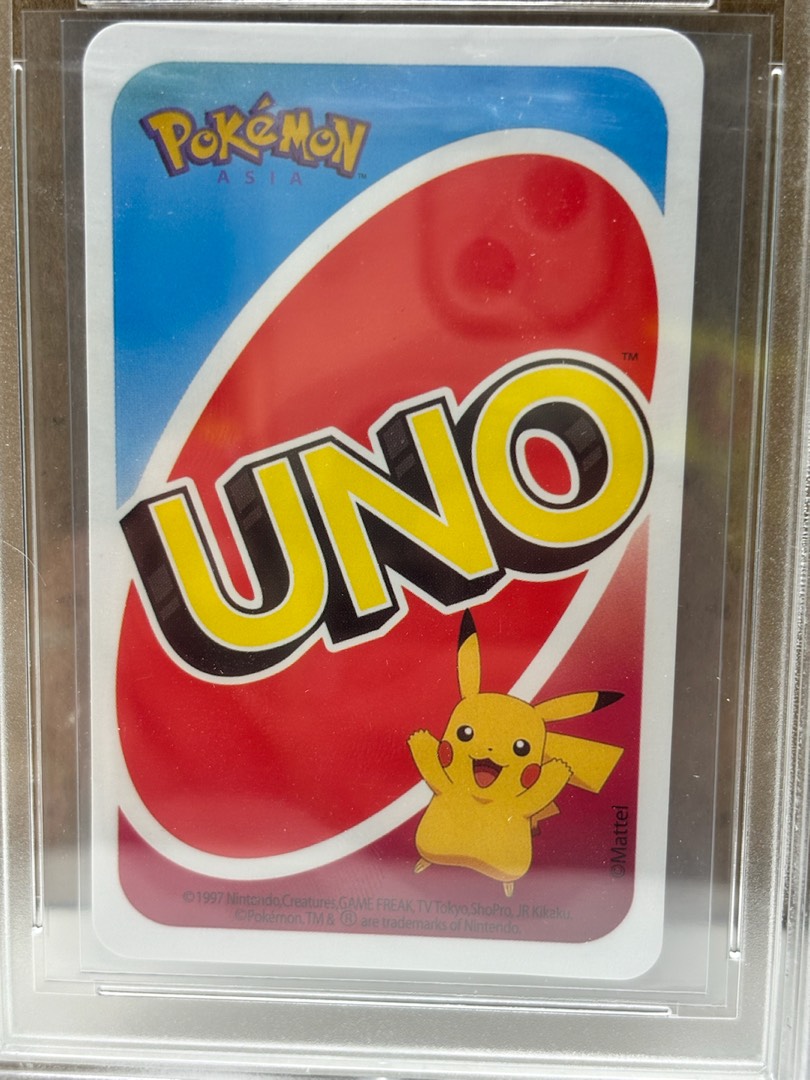 POKéMON
ASIA
™
™
UNO
©Mattel
©1997 Nintendo,Creatures,GAME FREAK,TV Tokyo,ShoPro, JR Kikaku.
©Pokémon.TM & ® are trademarks of Nintendo.